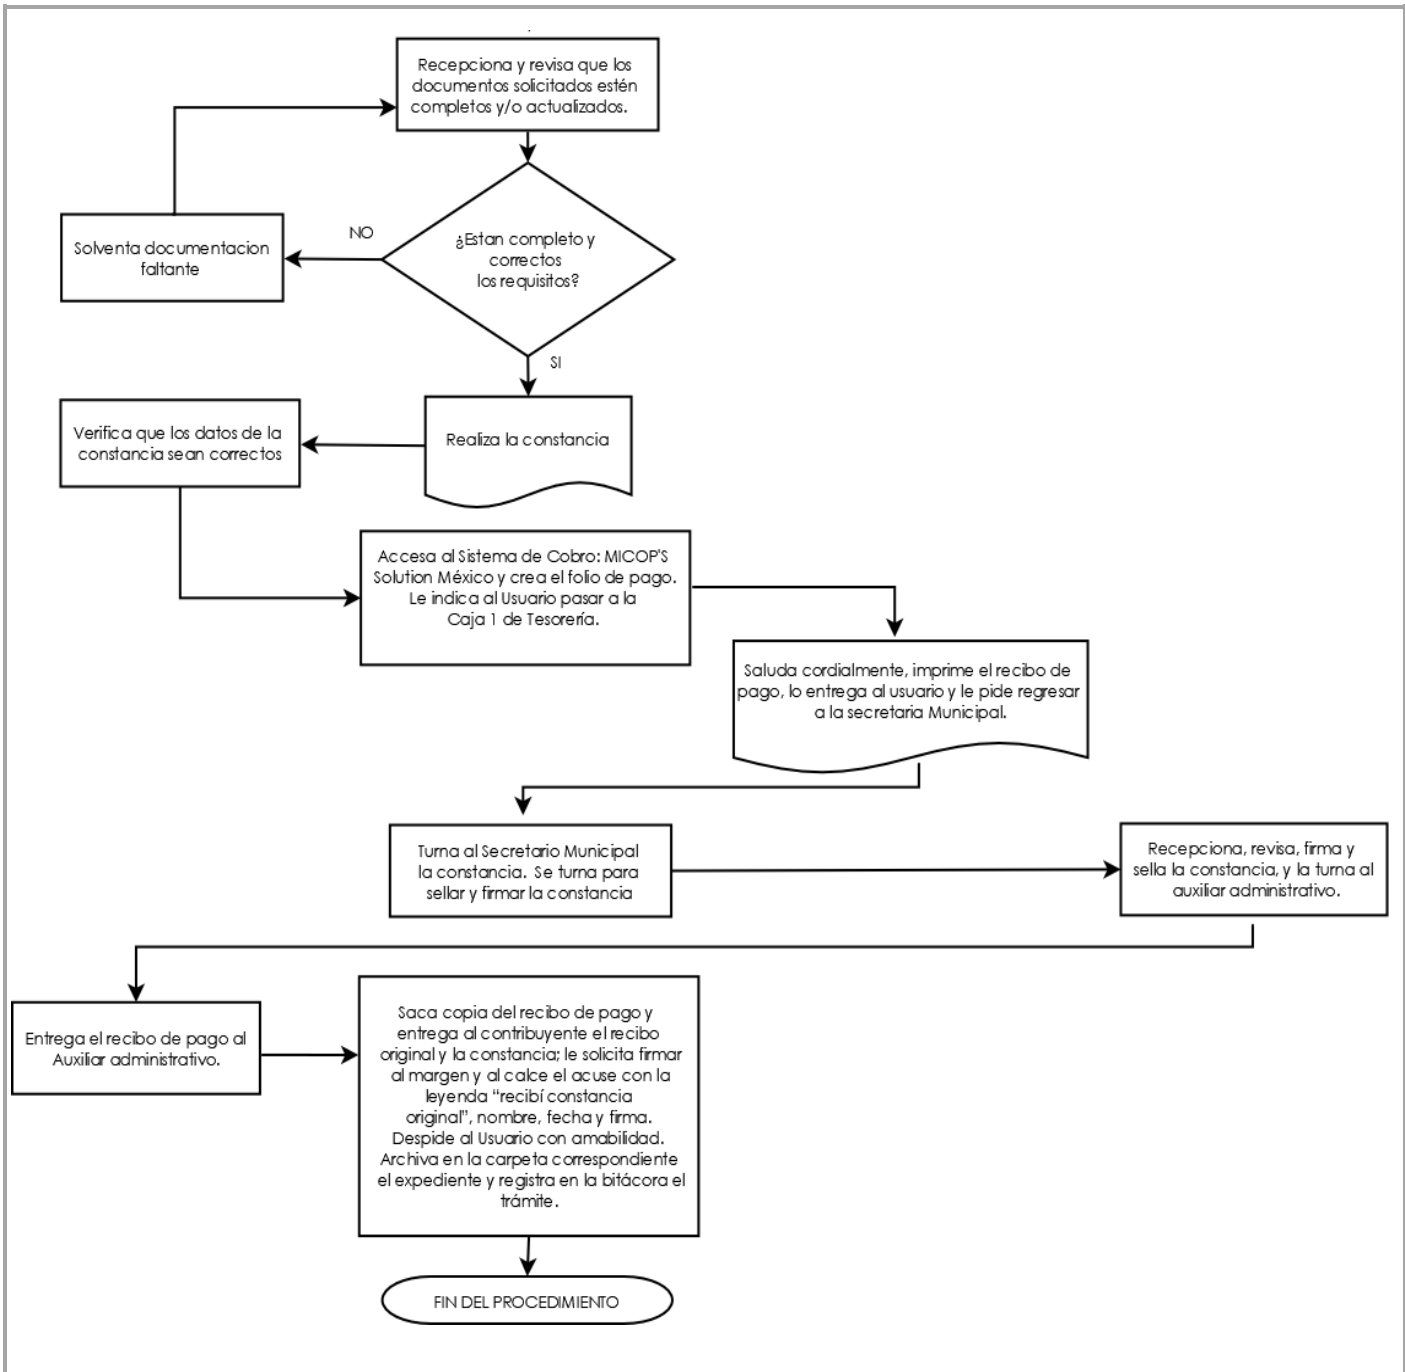 Recepciona y revisa que los
documentos solicitados estén
completos y/o actualizados.
NO
Solventa documentacion
faltante
¿Estan completo y
correctos
los requisitos?
SI
Verifica que los datos de la
constancia sean correctos
Realiza la constancia
Accesa al Sistema de Cobro: MICOP'S
Solution México y crea el folio de pago.
Le indica al Usuario pasar a la
Caja 1 de Tesorería.
Saluda cordialmente, imprime el recibo de
pago, lo entrega al usuario y le pide regresar
a la secretaria Municipal.
Turna al Secretario Municipal
la constancia. Se turna para
sellar y firmar la constancia
Recepciona, revisa, firma y
sella la constancia, y la turna al
auxiliar administrativo.
Entrega el recibo de pago al
Auxiliar administrativo.
Saca copia del recibo de pago y
entrega al contribuyente el recibo
original y la constancia; le solicita firmar
al margen y al calce el acuse con la
leyenda “recibí constancia
original”, nombre, fecha y firma.
Despide al Usuario con amabilidad.
Archiva en la carpeta correspondiente
el expediente y registra en la bitácora el
trámite.
FIN DEL PROCEDIMIENTO